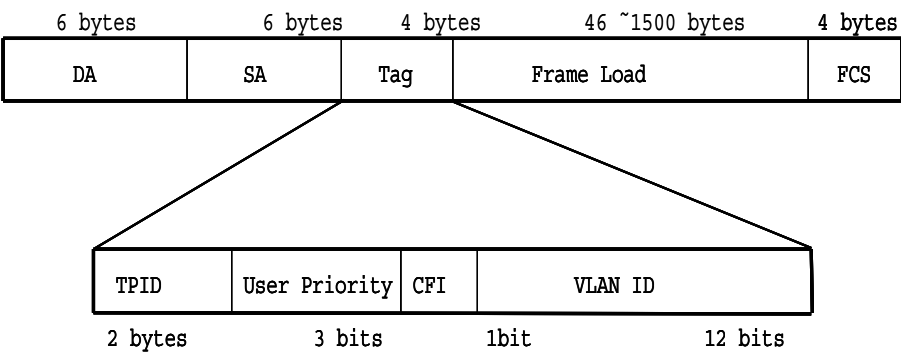 6 bytes 6 bytes 4 bytes 46 ~1500 bytes 4 bytes
DA SA Tag Frame Load FCS
TPID User Priority CFI VLAN ID
2 bytes 3 bits 1bit 12 bits